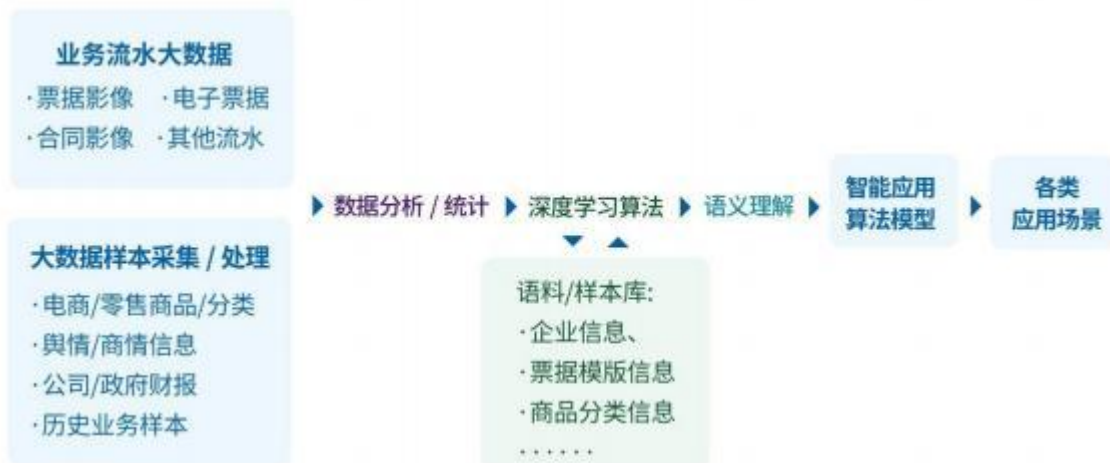 业务流水大数据
·票据影像 ·电子票据
·合同影像 ·其他流水
大数据样本采集 / 处理
·电商/零售商品/分类
·舆情/商情信息
·公司/政府财报
·历史业务样本
数据分析 / 统计
深度学习算法
语义理解
智能应用
算法模型
各类
应用场景
语料/样本库:
·企业信息、
·票据模版信息
·商品分类信息
······